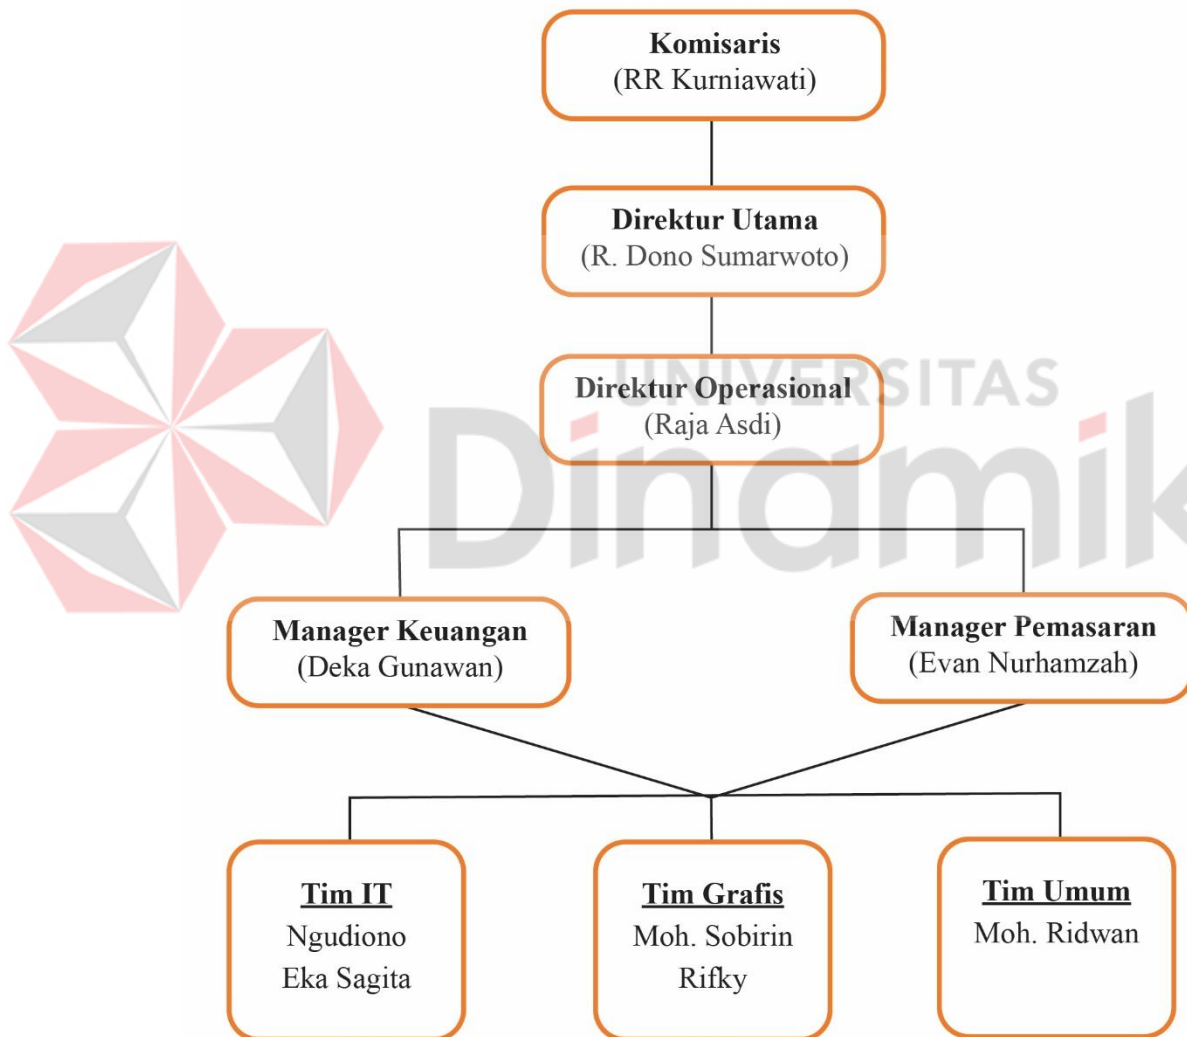 Komisaris
(RR Kurniawati)
Direktur Utama
(R. Dono Sumarwoto)
UNIVERSITAS
Dinamik
Direktur Operasional
(Raja Asdi)
Manager Keuangan
(Deka Gunawan)
Manager Pemasaran
(Evan Nurhamzah)
Tim IT
Ngudiono
Eka Sagita
Tim Grafis
Moh. Sobirin
Rifky
Tim Umum
Moh. Ridwan